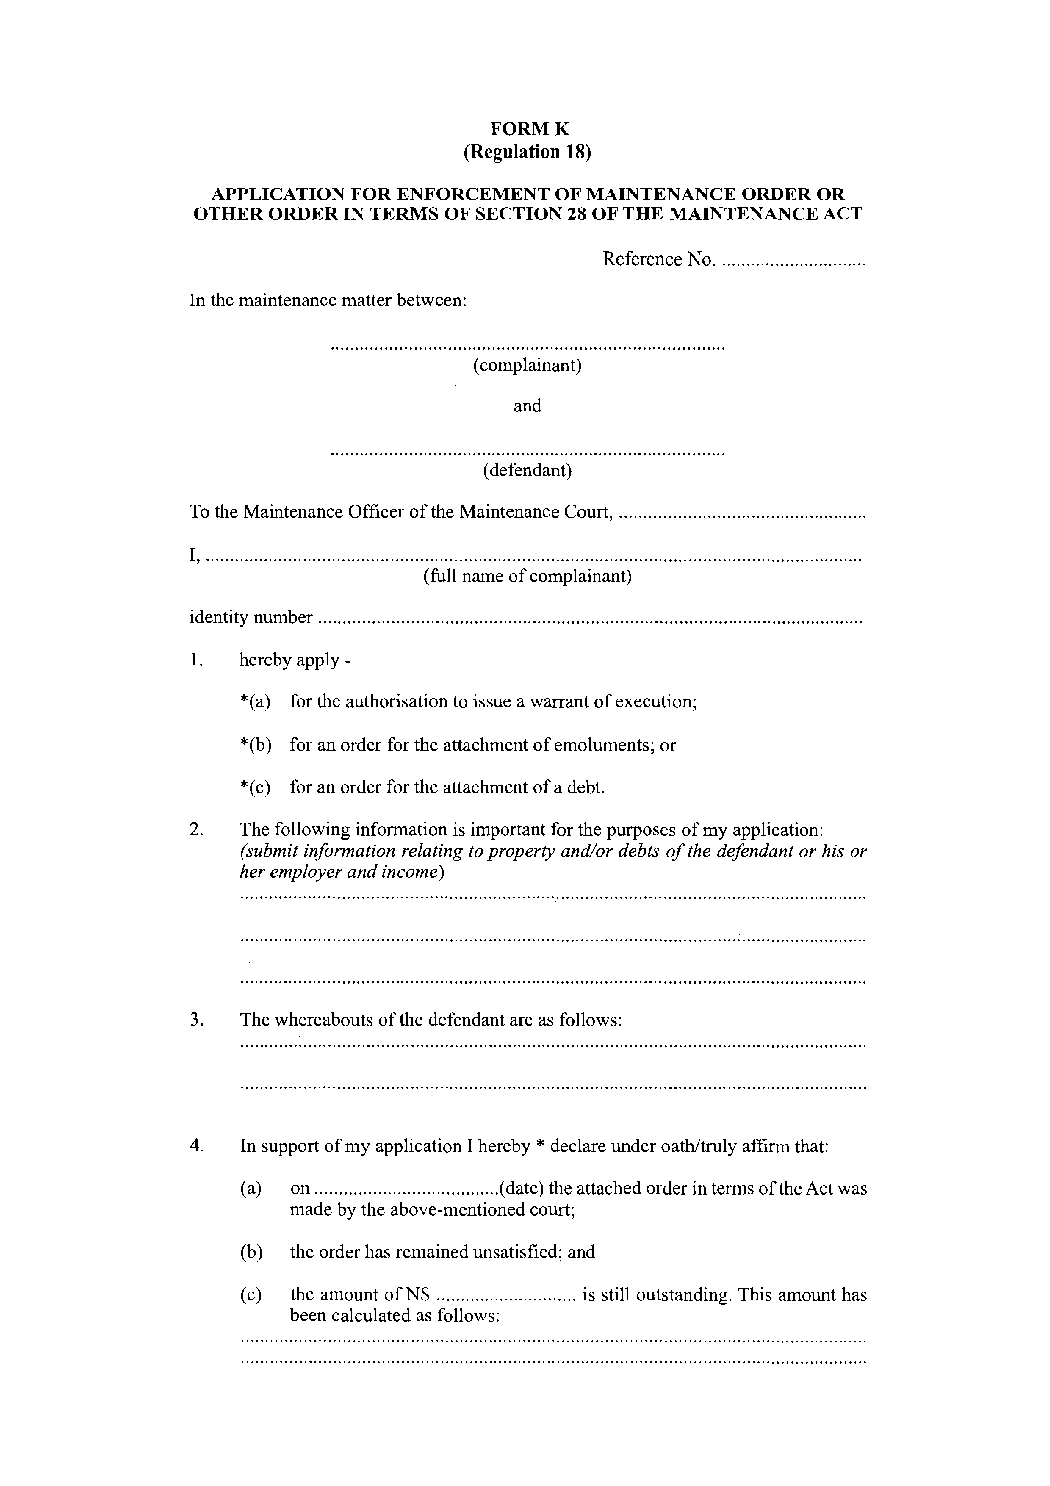 FORM K
(Regulation 18)
APPLICATION FOR ENFORCEMENT OF MAINTENANCE ORDER OR
OTHER ORDER IN TERMS OF SECTION 28 OF THE MAINTENANCE ACT
Reference No. ..............................
In the maintenance matter between:
.................................................................................
(complainant)
and
.................................................................................
(defendant)
To the Maintenance Officer of the Maintenance Court, ...................................................
I, .......................................................................................................................................
(full name of complainant)
identity number ................................................................................................................
1. hereby apply -
*(a) for the authorisation to issue a warrant of execution;
*(b) for an order for the attachment of emoluments; or
*(c) for an order for the attachment of a debt.
2. The following information is important for the purposes of my application:
(submit information relating to property and/or debts of the defendant or his or
her employer and income)
.................................................................................................................................
.................................................................................................................................
.................................................................................................................................
3. The whereabouts of the defendant are as follows:
.................................................................................................................................
.................................................................................................................................
4. In support of my application I hereby * declare under oath/truly affirm that:
(a) on ......................................(date) the attached order in terms of the Act was
made by the above-mentioned court;
(b) the order has remained unsatisfied; and
(c) the amount of NS ............................. is still outstanding. This amount has
been calculated as follows:
.................................................................................................................................
.................................................................................................................................